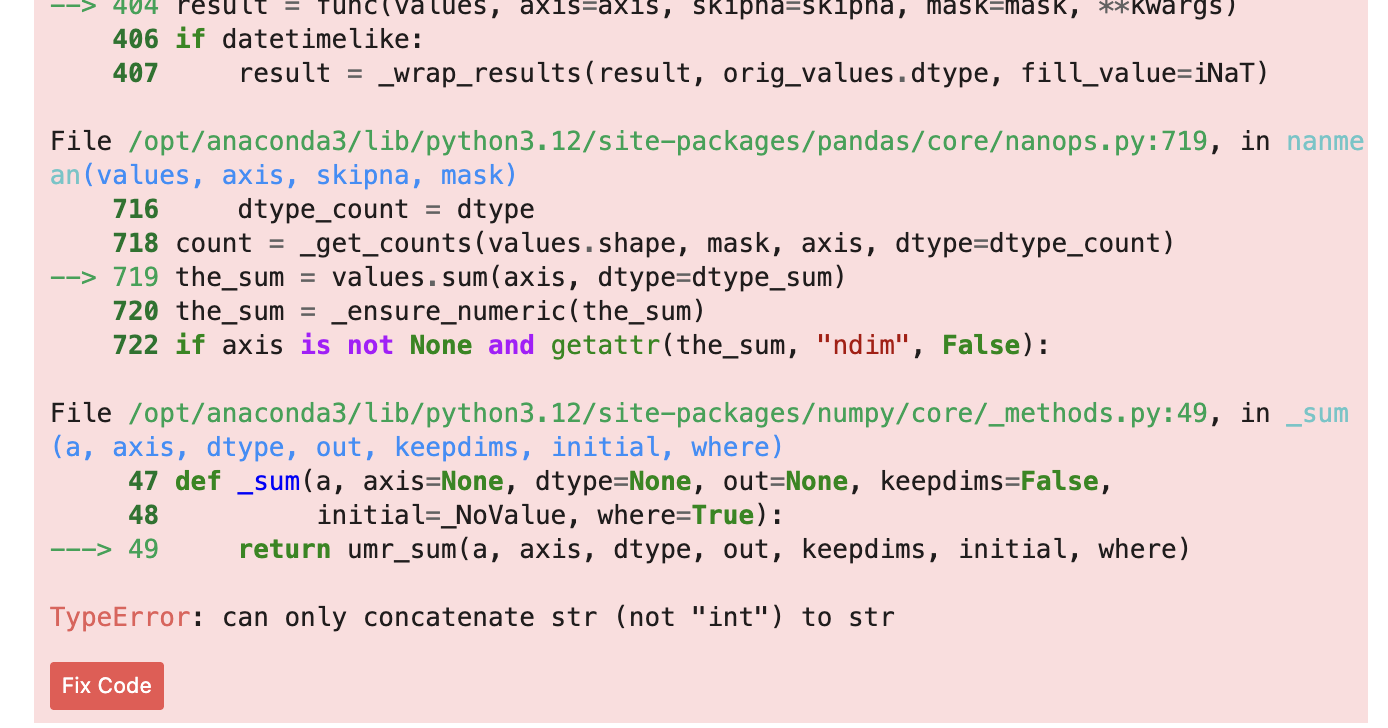 --> 404 result = func(values, axis=axis, skipna=skipna, mask=mask, **kwargs)
    406 if datetimelike:
    407     result = _wrap_results(result, orig_values.dtype, fill_value=iNaT)
File /opt/anaconda3/lib/python3.12/site-packages/pandas/core/nanops.py:719, in nanme
an(values, axis, skipna, mask)
    716     dtype_count = dtype
    718 count = _get_counts(values.shape, mask, axis, dtype=dtype_count)
--> 719 the_sum = values.sum(axis, dtype=dtype_sum)
    720 the_sum = _ensure_numeric(the_sum)
    722 if axis is not None and getattr(the_sum, "ndim", False):
File /opt/anaconda3/lib/python3.12/site-packages/numpy/core/_methods.py:49, in _sum
(a, axis, dtype, out, keepdims, initial, where)
     47 def _sum(a, axis=None, dtype=None, out=None, keepdims=False,
     48          initial=_NoValue, where=True):
---> 49     return umr_sum(a, axis, dtype, out, keepdims, initial, where)
TypeError: can only concatenate str (not "int") to str
Fix Code